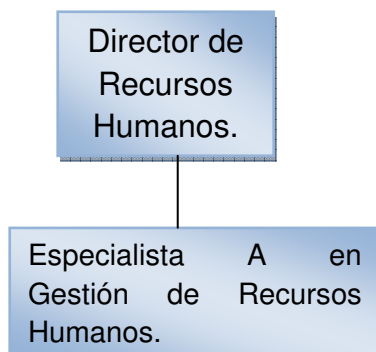 Director de
Recursos
Humanos.
Especialista A en
Gestión de Recursos
Humanos.